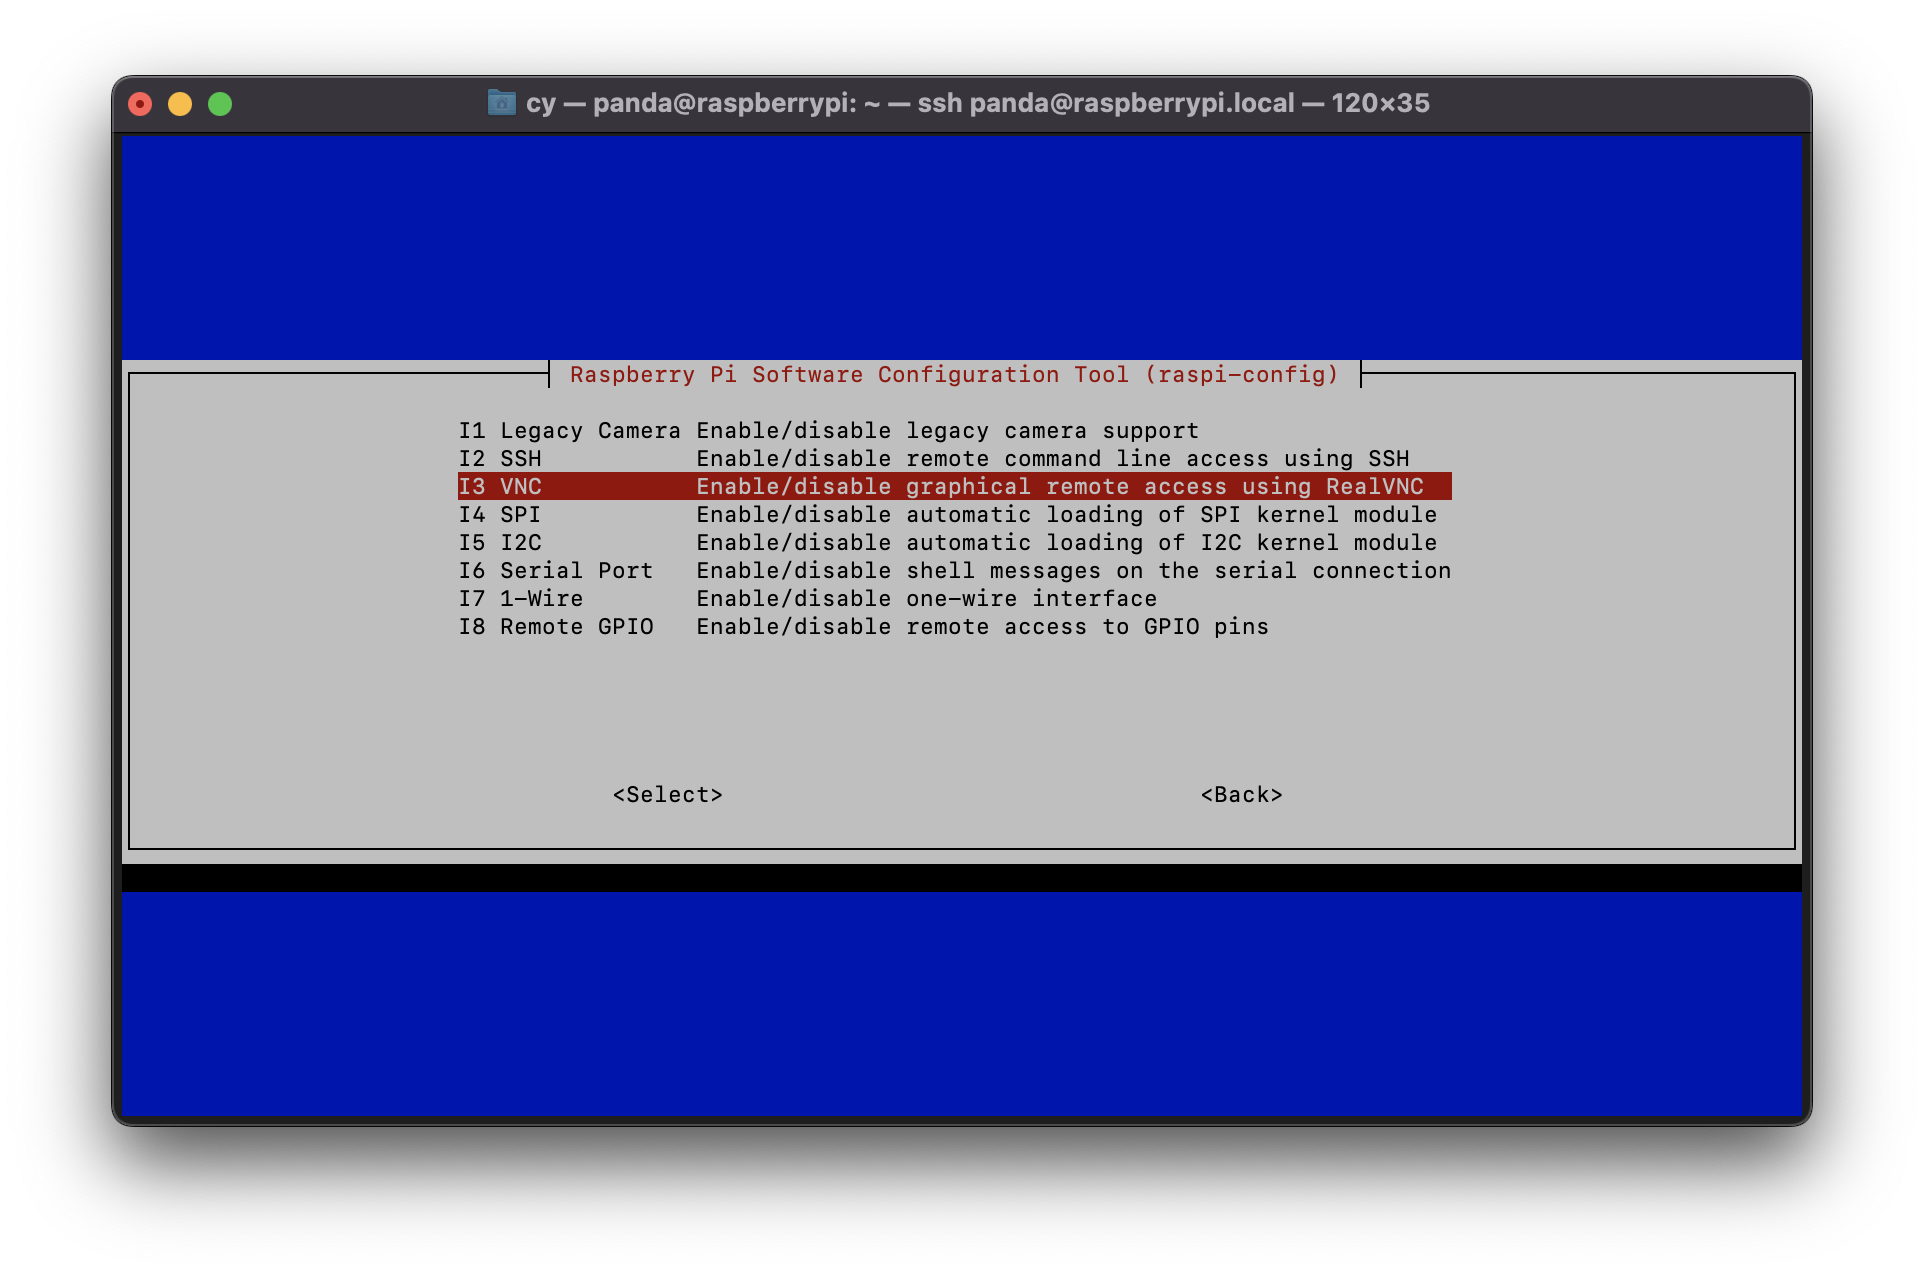 cy — panda@raspberrypi: ~ — ssh panda@raspberrypi.local — 120×35
Raspberry Pi Software Configuration Tool (raspi-config)
I1 Legacy Camera Enable/disable legacy camera support
I2 SSH Enable/disable remote command line access using SSH
I3 VNC Enable/disable graphical remote access using RealVNC
I4 SPI Enable/disable automatic loading of SPI kernel module
I5 I2C Enable/disable automatic loading of I2C kernel module
I6 Serial Port Enable/disable shell messages on the serial connection
I7 1-Wire Enable/disable one-wire interface
I8 Remote GPIO Enable/disable remote access to GPIO pins
<Select> <Back>